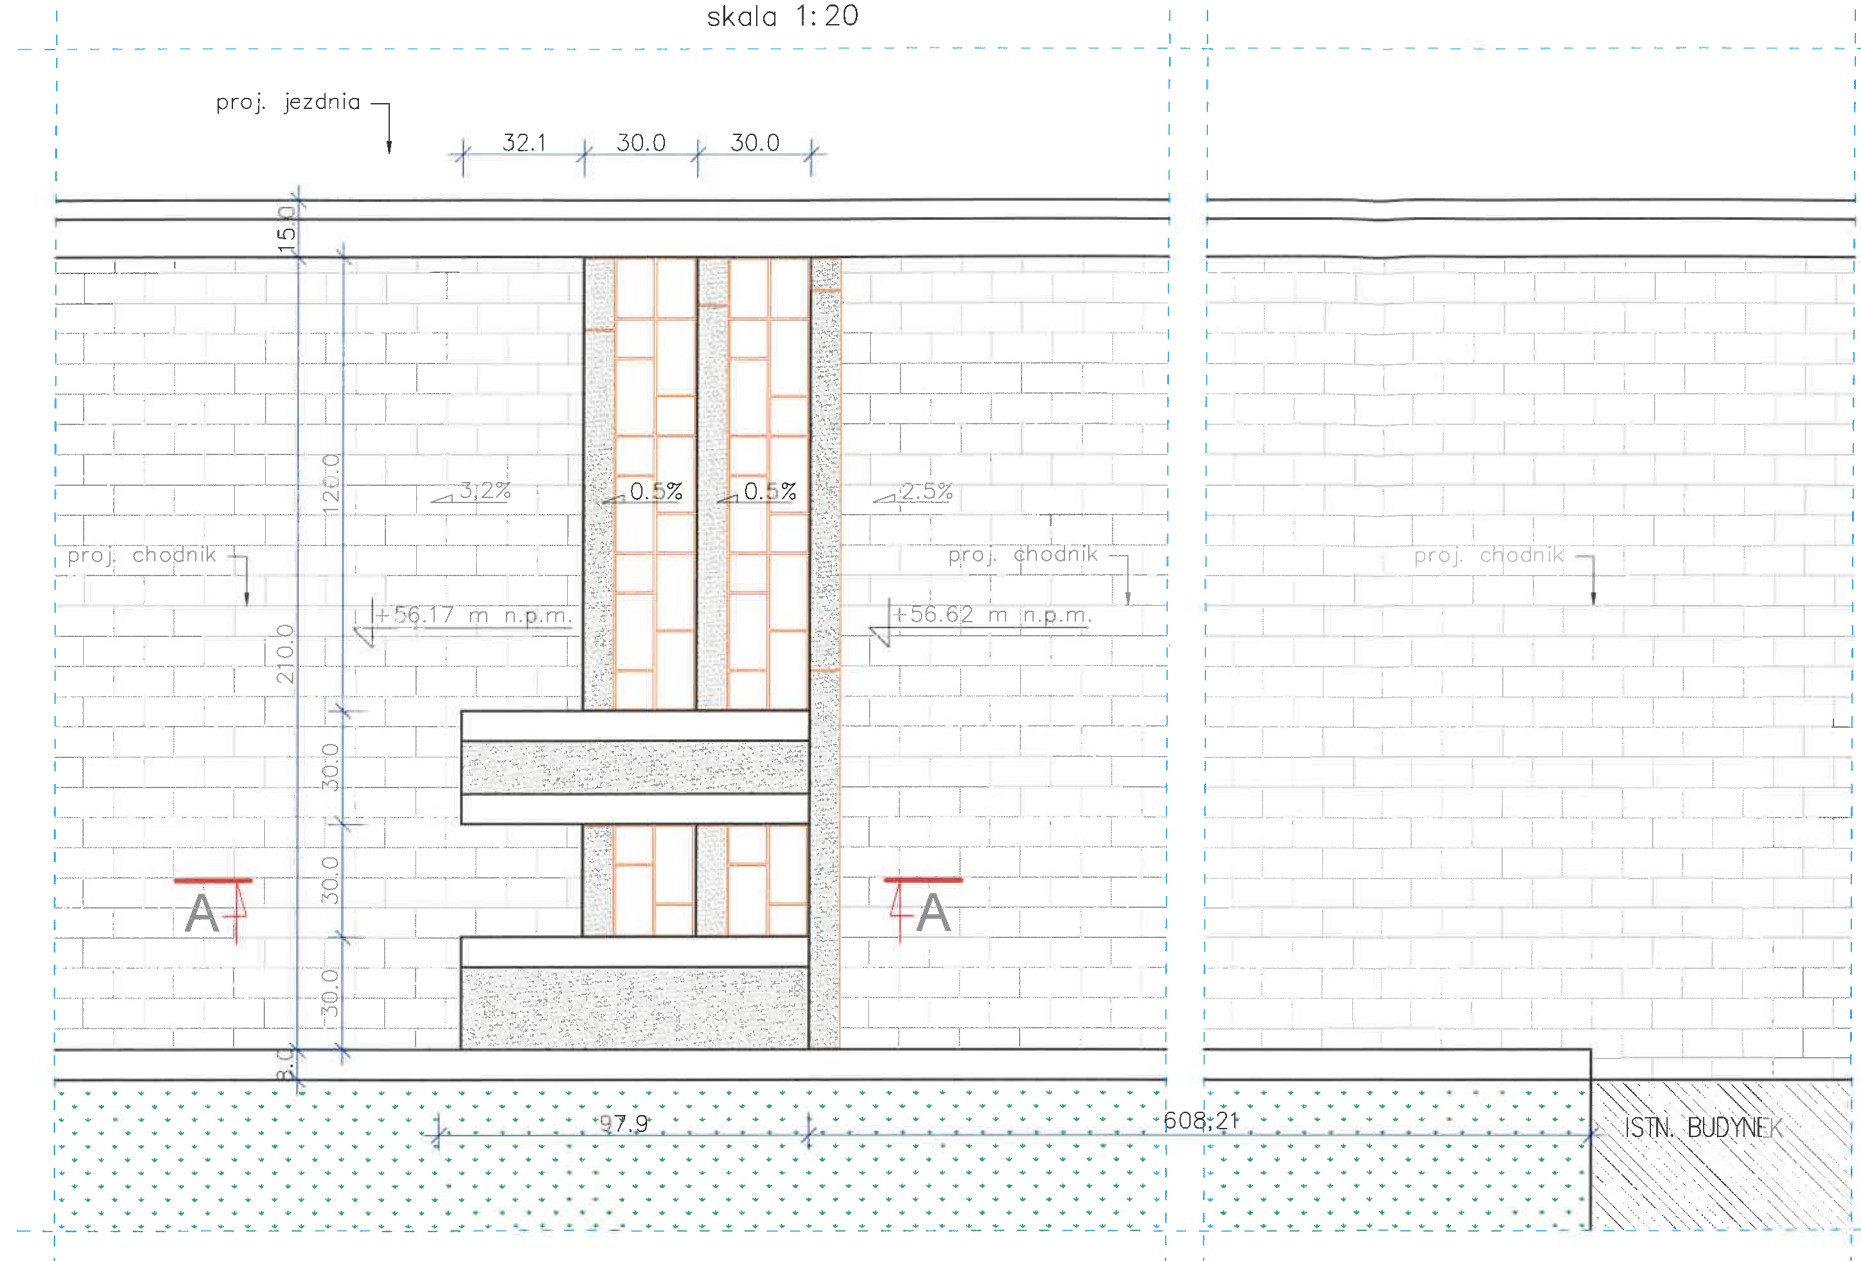 skala 1:20
proj. jezdnia
32.1 30.0 30.0
15.0
120.0
3,2% 0.5% 0.5% 2.5%
proj. chodnik proj. chodnik proj. chodnik
+56.17 m n.p.m. +56.62 m n.p.m.
210.0
30.0
30.0
A A
30.0
8.0
97.9 608,21 ISTN. BUDYNEK